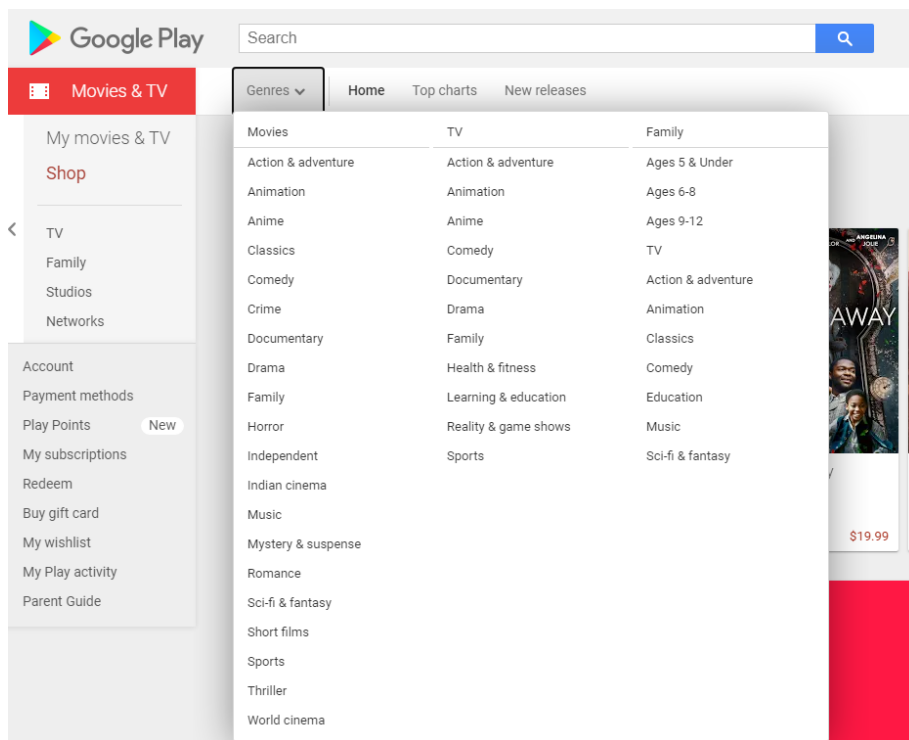 Google Play
Search
Movies & TV
Genres
Home
Top charts
New releases
My movies & TV
Shop
TV
Family
Studios
Networks
Account
Payment methods
Play Points
New
My subscriptions
Redeem
Buy gift card
My wishlist
My Play activity
Parent Guide
Movies
Action & adventure
Animation
Anime
Classics
Comedy
Crime
Documentary
Drama
Family
Horror
Independent
Indian cinema
Music
Mystery & suspense
Romance
Sci-fi & fantasy
Short films
Sports
Thriller
World cinema
TV
Action & adventure
Animation
Anime
Comedy
Documentary
Drama
Family
Health & fitness
Learning & education
Reality & game shows
Sports
Family
Ages 5 & Under
Ages 6-8
Ages 9-12
TV
Action & adventure
Animation
Classics
Comedy
Education
Music
Sci-fi & fantasy
AND ANGELINA
JOLIE
AWAY
$19.99